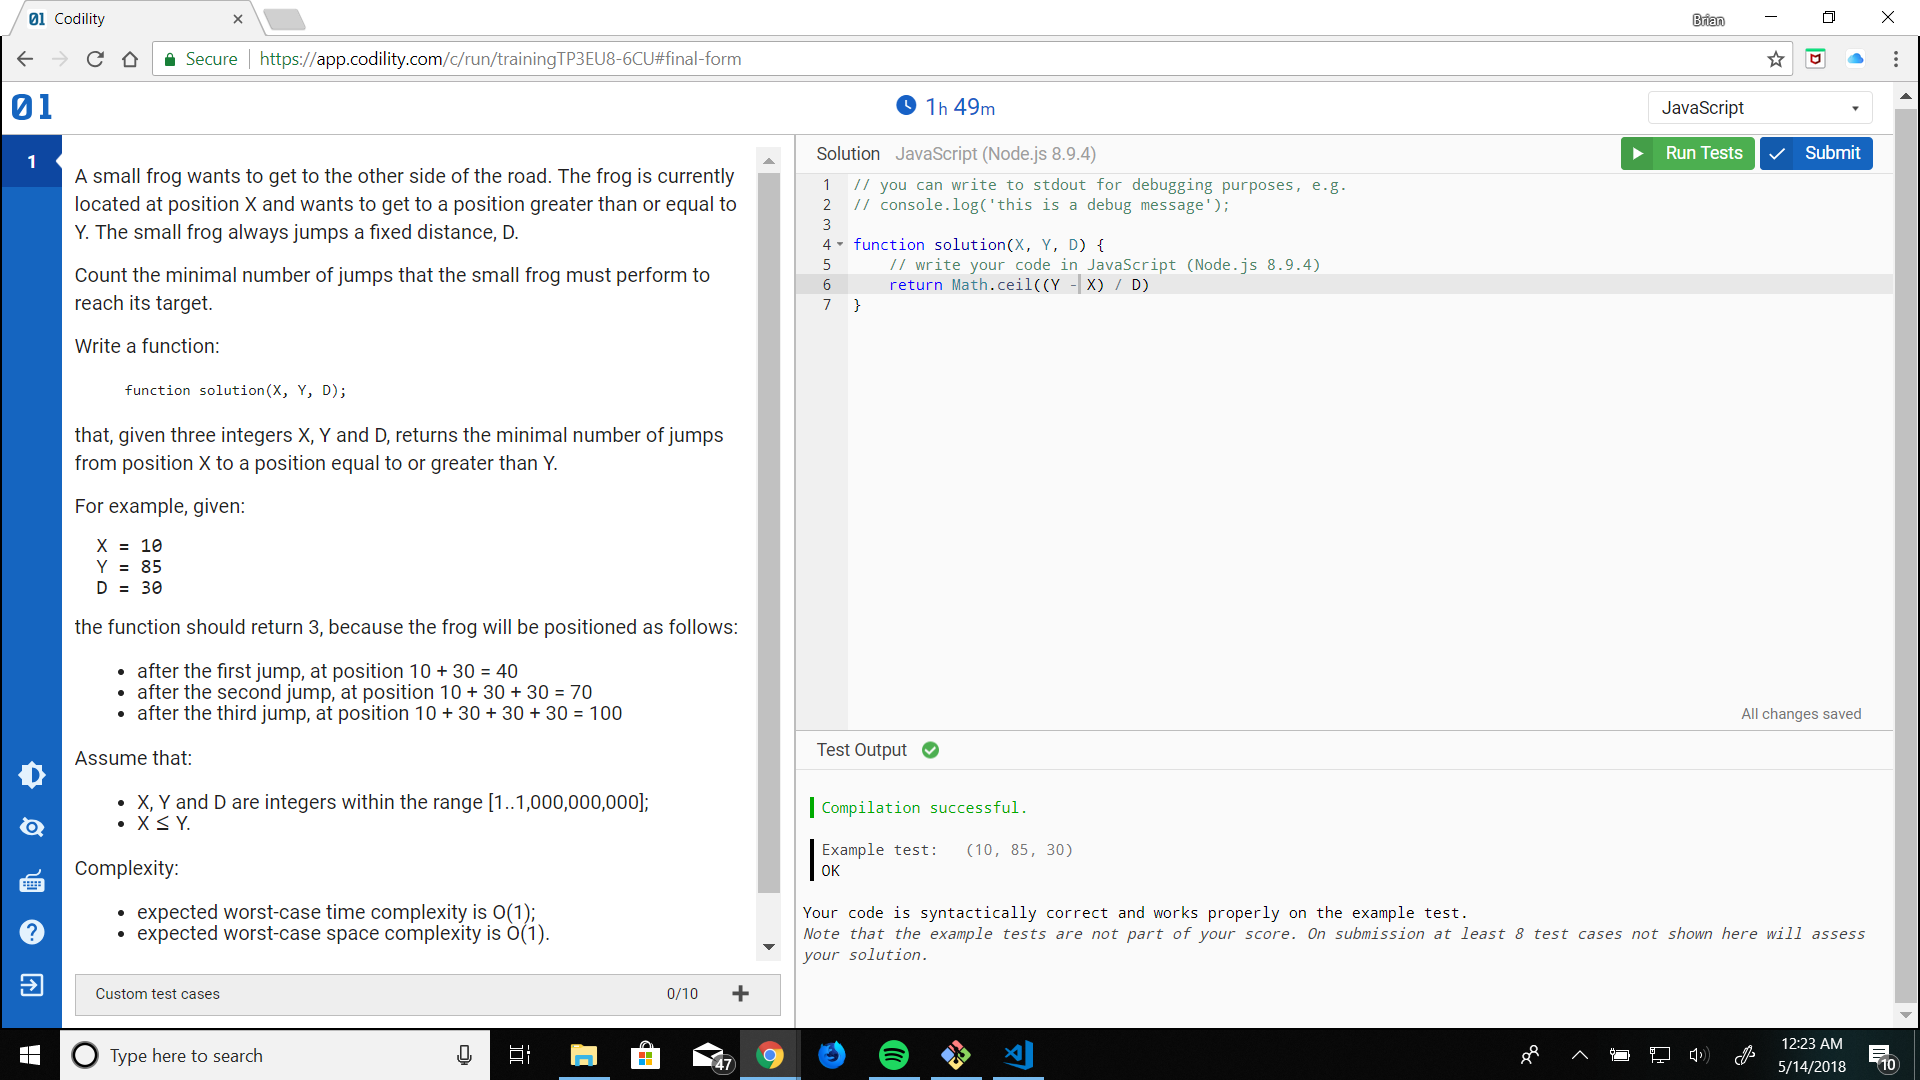 Codility
Brian
Secure
https://app.codility.com/c/run/trainingTP3EU8-6CU#final-form
01
1h 49m
JavaScript
1
A small frog wants to get to the other side of the road. The frog is currently
located at position X and wants to get to a position greater than or equal to
Y. The small frog always jumps a fixed distance, D.
Count the minimal number of jumps that the small frog must perform to
reach its target.
Write a function:
function solution(X, Y, D);
that, given three integers X, Y and D, returns the minimal number of jumps
from position X to a position equal to or greater than Y.
For example, given:
X = 10
Y = 85
D = 30
the function should return 3, because the frog will be positioned as follows:
• after the first jump, at position 10 + 30 = 40
• after the second jump, at position 10 + 30 + 30 = 70
• after the third jump, at position 10 + 30 + 30 + 30 = 100
Assume that:
• X, Y and D are integers within the range [1..1,000,000,000];
• X ≤ Y.
Complexity:
• expected worst-case time complexity is O(1);
• expected worst-case space complexity is O(1).
Custom test cases 0/10 +
Solution JavaScript (Node.js 8.9.4)
Run Tests
Submit
1 // you can write to stdout for debugging purposes, e.g.
2 // console.log('this is a debug message');
3
4 function solution(X, Y, D) {
5 // write your code in JavaScript (Node.js 8.9.4)
6 return Math.ceil((Y - X) / D)
7 }
All changes saved
Test Output
Compilation successful.
Example test: (10, 85, 30)
OK
Your code is syntactically correct and works properly on the example test.
Note that the example tests are not part of your score. On submission at least 8 test cases not shown here will assess
your solution.
Type here to search
47
12:23 AM
5/14/2018
10